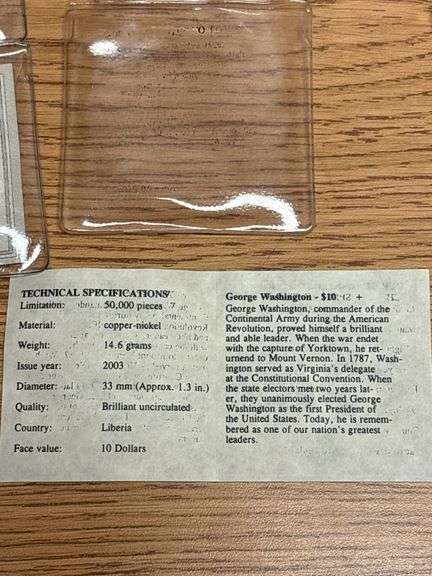 TECHNICAL SPECIFICATIONS
Limitation: 50,000 pieces
Material: copper-nickel
Weight: 14.6 grams
Issue year: 2003
Diameter: 33 mm (Approx. 1.3 in.)
Quality: Brilliant uncirculated
Country: Liberia
Face value: 10 Dollars
George Washington - $10
George Washington, commander of the
Continental Army during the American
Revolution, proved himself a brilliant
and able leader. When the war endet
with the capture of Yorktown, he ret-
urnend to Mount Vernon. In 1787, Wash-
ington served as Virginia's delegate
at the Constitutional Convention. When
the state electors met two years lat-
er, they unanimously elected George
Washington as the first President of
the United States. Today, he is remem-
bered as one of our nation's greatest
leaders.